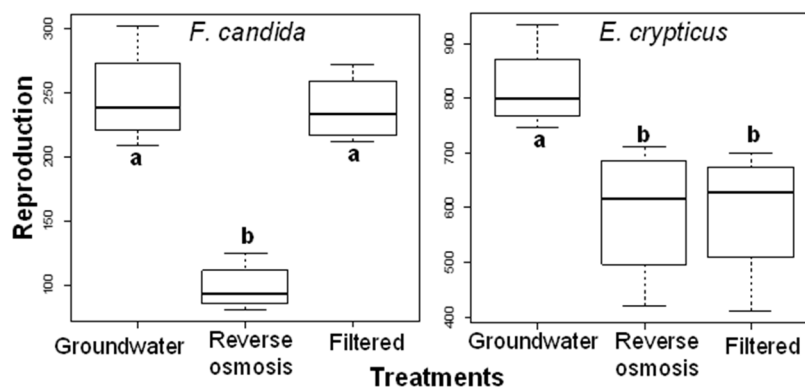 F. candida
E. crypticus
Reproduction
300
250
200
150
100
a
b
a
900
800
700
600
500
400
a
b
b
Groundwater
Reverse
osmosis
Filtered
Groundwater
Reverse
osmosis
Filtered
Treatments